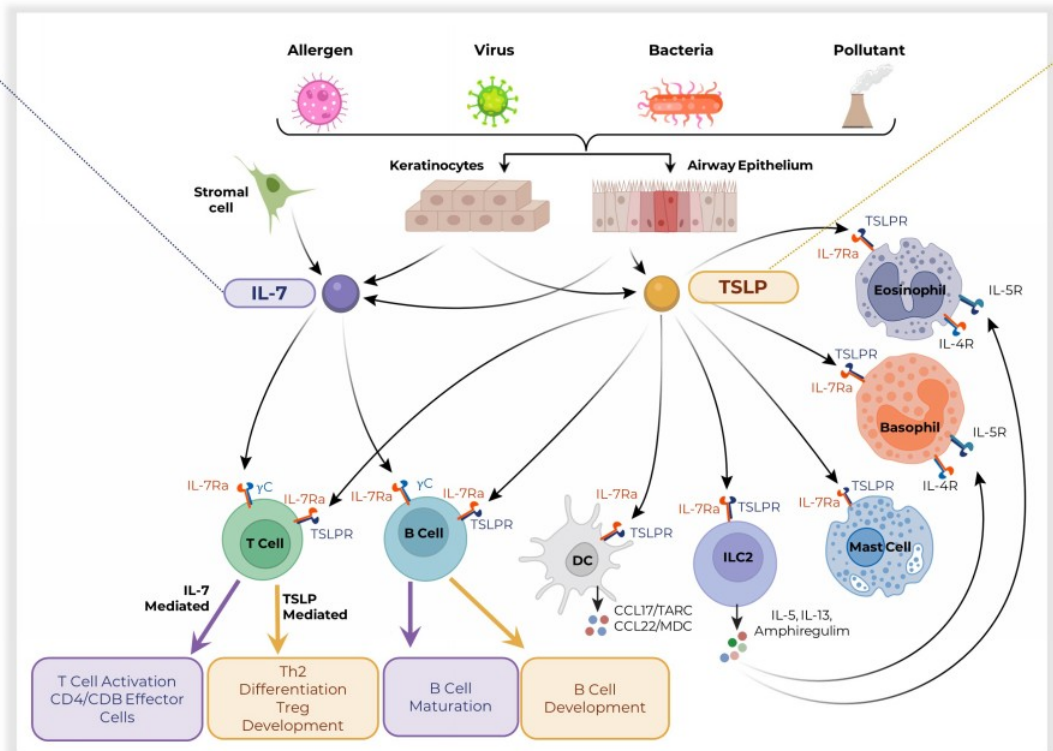 Allergen
Virus
Bacteria
Pollutant
Keratinocytes
Airway Epithelium
Stromal
cell
IL-7
TSLP
TSLPR
IL-7Ra
Eosinophil
IL-5R
IL-4R
TSLPR
IL-7Ra
Basophil
IL-5R
IL-4R
IL-7Ra
γC
IL-7Ra
TSLPR
T Cell
IL-7Ra
γC
IL-7Ra
TSLPR
B Cell
IL-7Ra
TSLPR
DC
IL-7Ra
TSLPR
ILC2
TSLPR
IL-7Ra
Mast Cell
IL-7
Mediated
TSLP
Mediated
CCL17/TARC
CCL22/MDC
IL-5, IL-13,
Amphiregulim
T Cell Activation
CD4/CDB Effector
Cells
Th2
Differentiation
Treg
Development
B Cell
Maturation
B Cell
Development